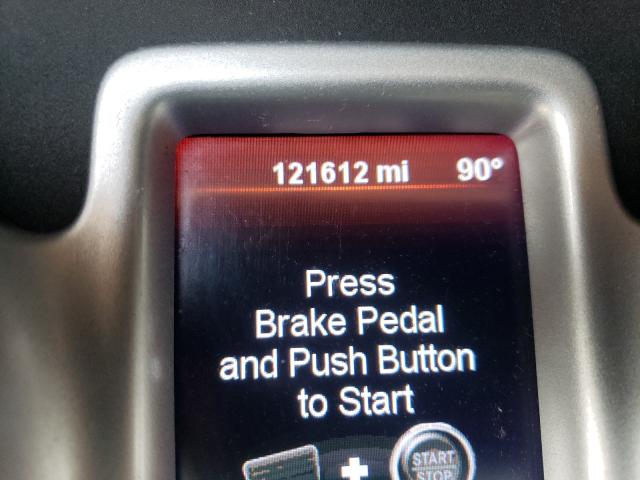 121612 mi 90°
Press
Brake Pedal
and Push Button
to Start
+
START
STOP